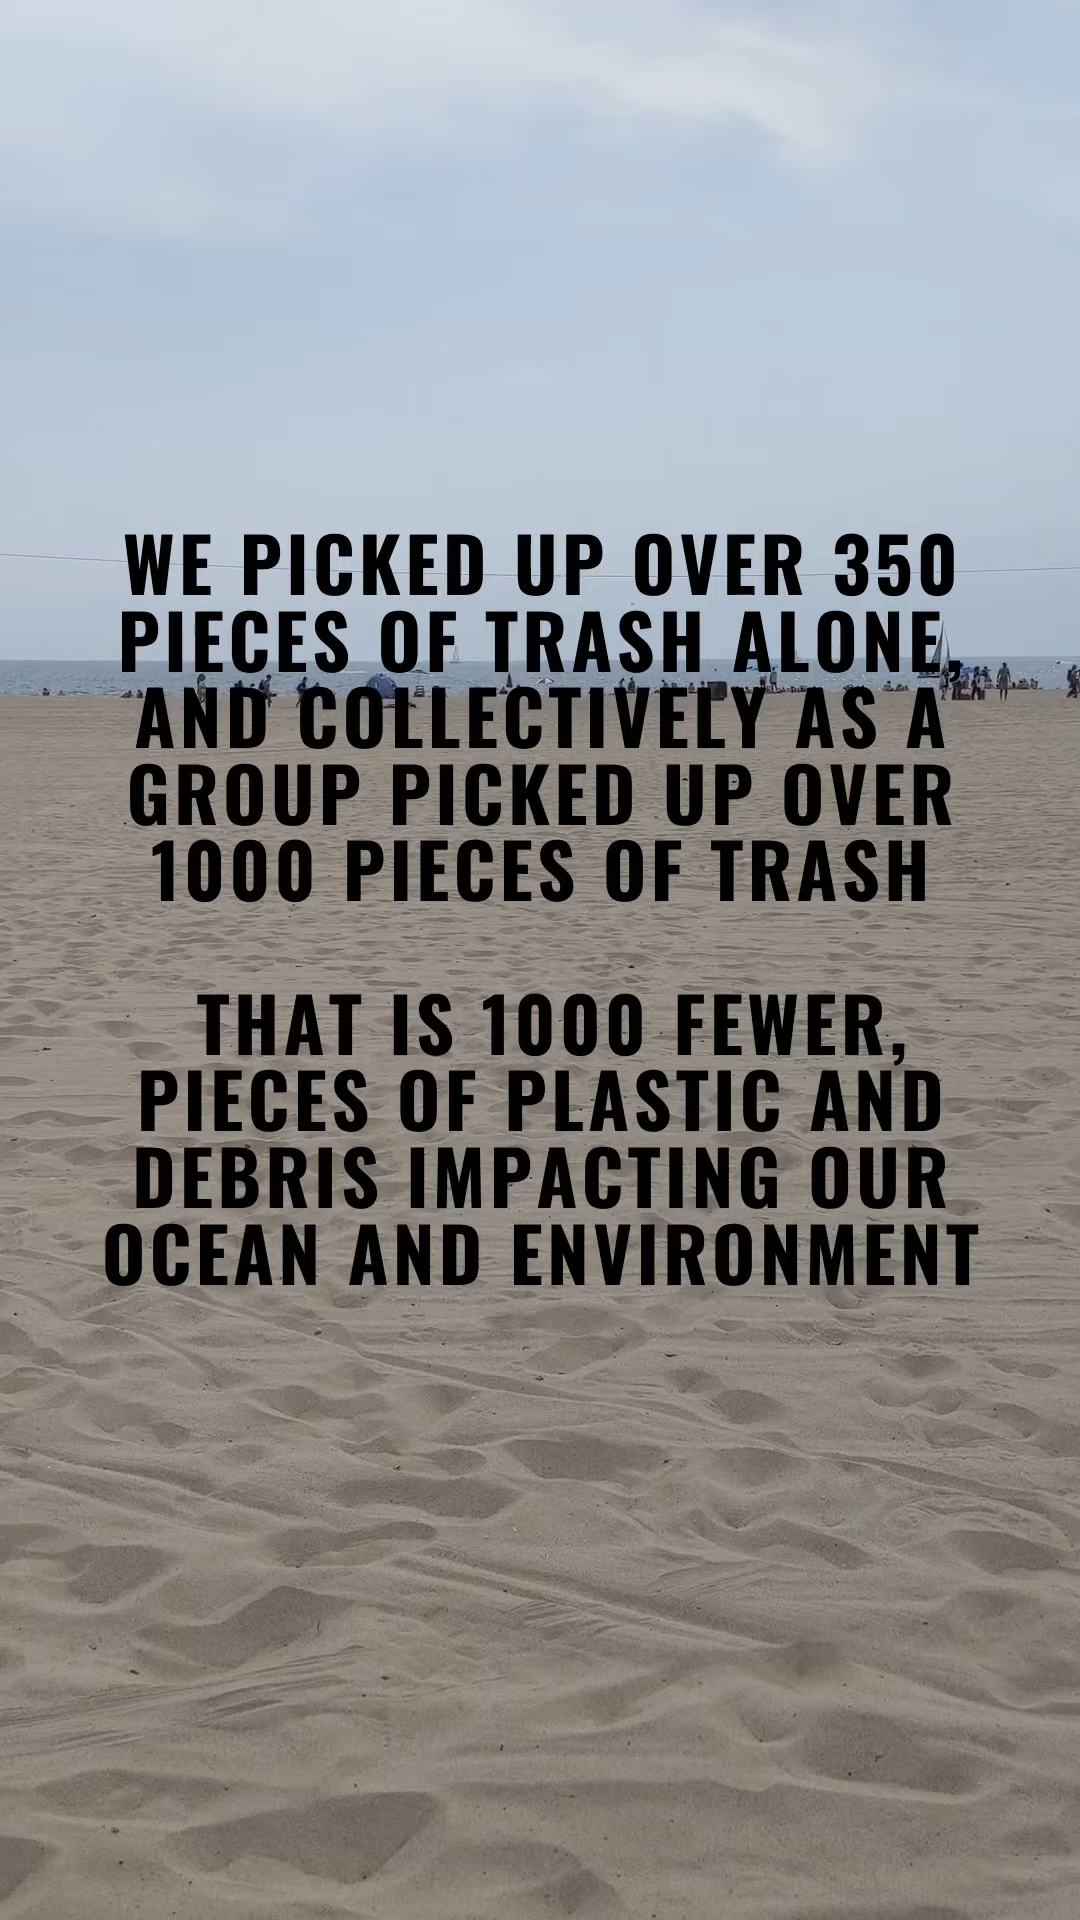 WE PICKED UP OVER 350
PIECES OF TRASH ALONE,
AND COLLECTIVELY AS A
GROUP PICKED UP OVER
1000 PIECES OF TRASH
THAT IS 1000 FEWER,
PIECES OF PLASTIC AND
DEBRIS IMPACTING OUR
OCEAN AND ENVIRONMENT